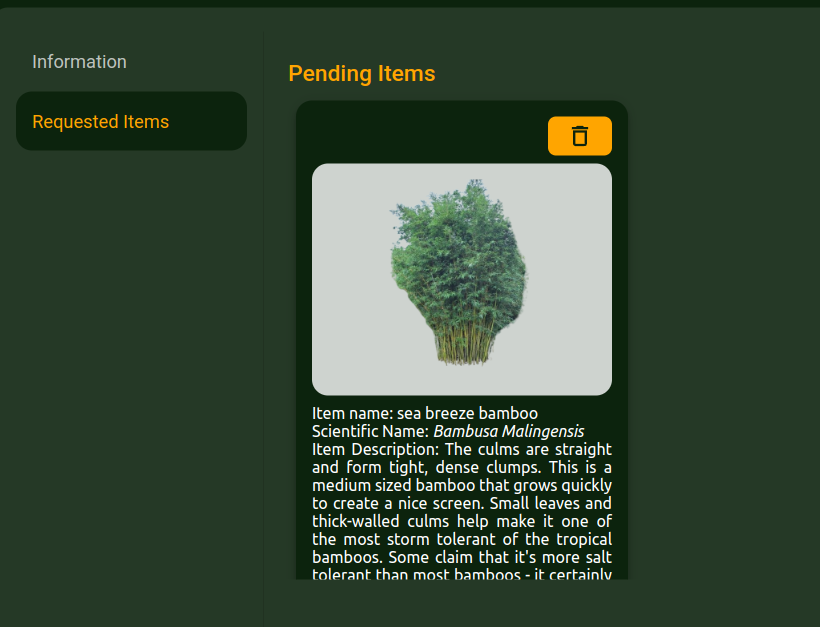 Information
Requested Items
Pending Items
Item name: sea breeze bamboo
Scientific Name: Bambusa Malingensis
Item Description: The culms are straight
and form tight, dense clumps. This is a
medium sized bamboo that grows quickly
to create a nice screen. Small leaves and
thick-walled culms help make it one of
the most storm tolerant of the tropical
bamboos. Some claim that it's more salt
tolerant than most bamboos - it certainly